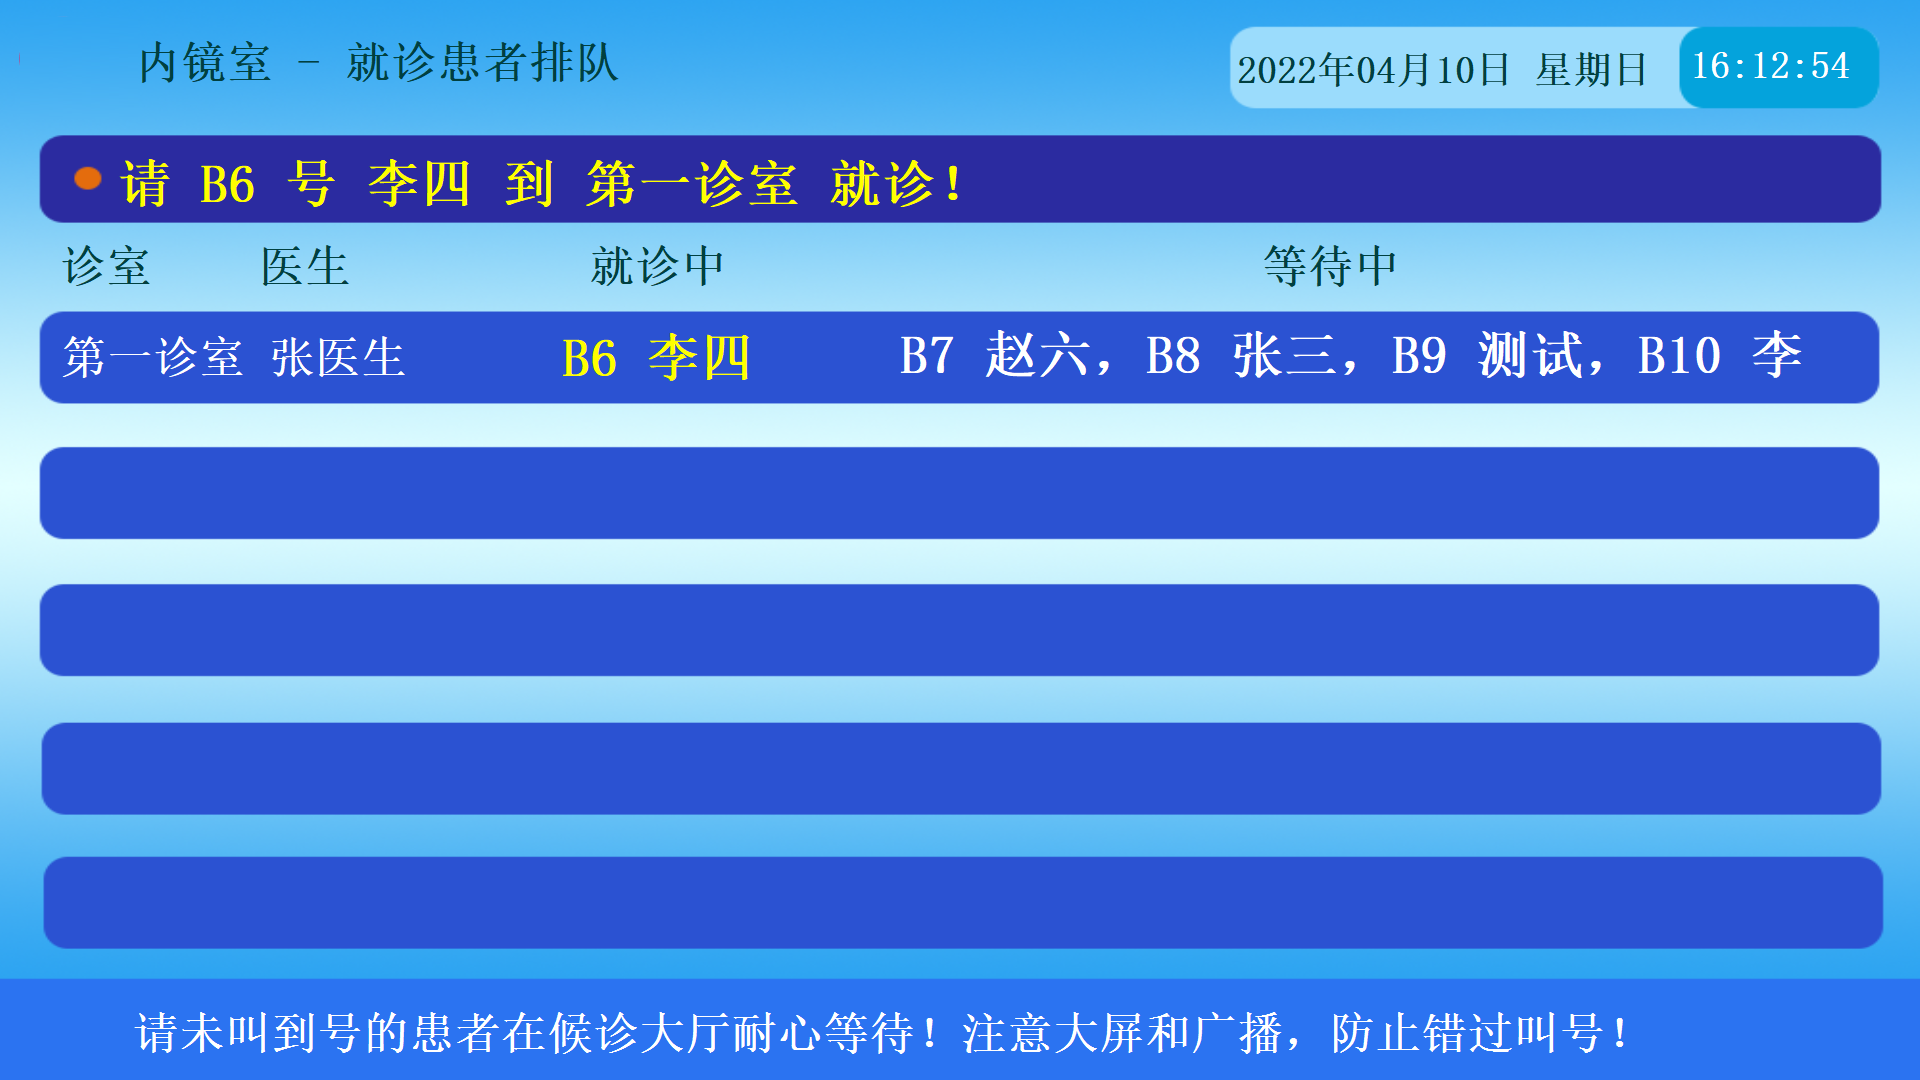 内镜室 － 就诊患者排队
2022年04月10日 星期日 16:12:54
请 B6 号 李四 到 第一诊室 就诊！
诊室 医生 就诊中 等待中
第一诊室 张医生 B6 李四 B7 赵六，B8 张三，B9 测试，B10 李
请未叫到号的患者在候诊大厅耐心等待！注意大屏和广播，防止错过叫号！